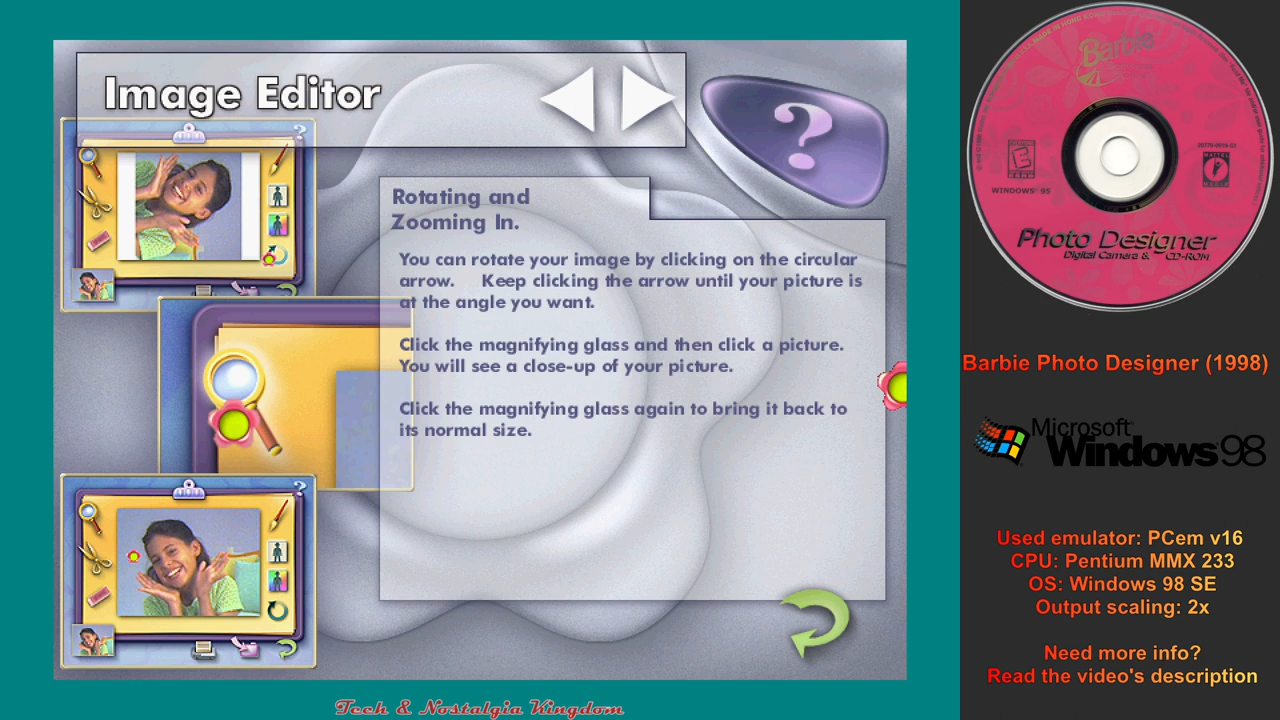 Image Editor
?
Rotating and
Zooming In.
You can rotate your image by clicking on the circular
arrow. Keep clicking the arrow until your picture is
at the angle you want.
Click the magnifying glass and then click a picture.
You will see a close-up of your picture.
Click the magnifying glass again to bring it back to
its normal size.
Tech & Nostalgia Kingdom
Barbie
E
WINDOWS 95
MATTEL
MEDIA
Photo Designer
Digital Camera & CD-ROM
Barbie Photo Designer (1998)
Microsoft
Windows 98
Used emulator: PCem v16
CPU: Pentium MMX 233
OS: Windows 98 SE
Output scaling: 2x
Need more info?
Read the video's description